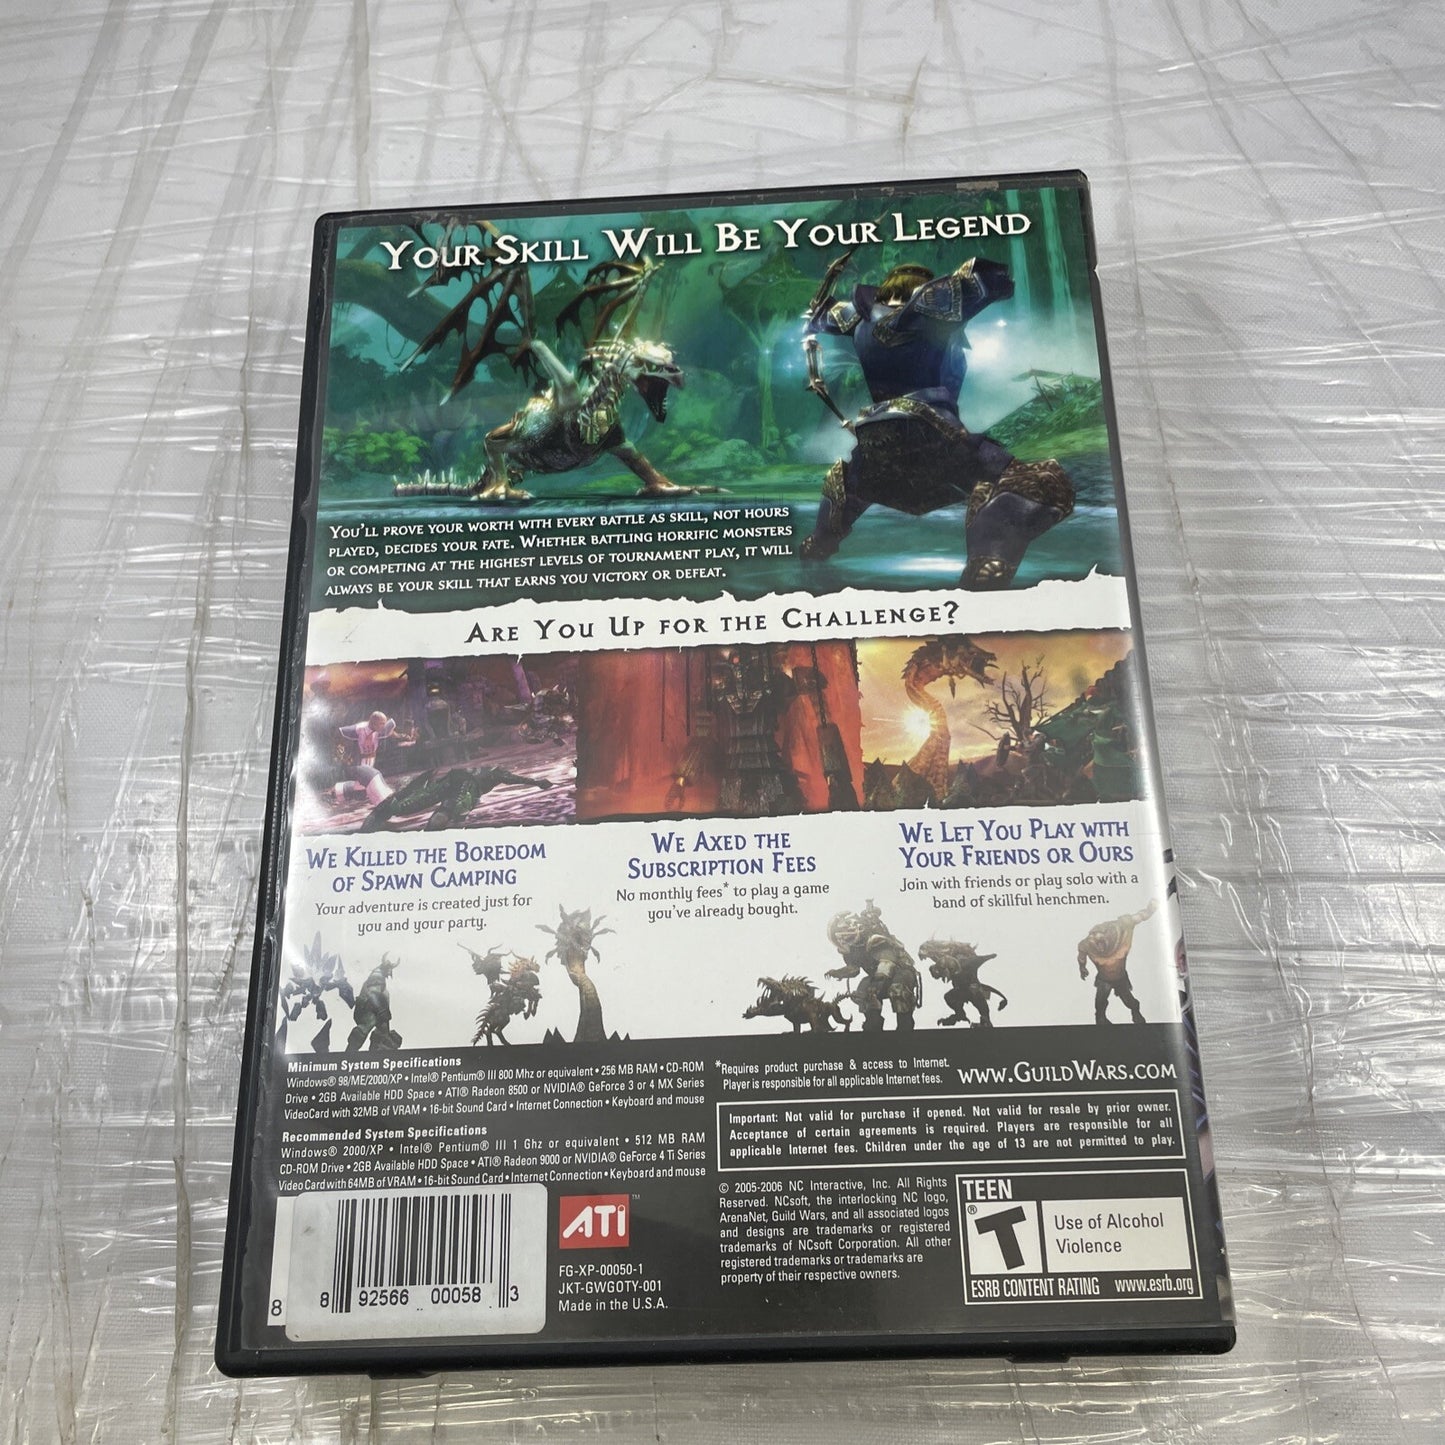 YOUR SKILL WILL BE YOUR LEGEND
YOU'LL PROVE YOUR WORTH WITH EVERY BATTLE AS SKILL, NOT HOURS
PLAYED, DECIDES YOUR FATE. WHETHER BATTLING HORRIFIC MONSTERS
OR COMPETING AT THE HIGHEST LEVELS OF TOURNAMENT PLAY, IT WILL
ALWAYS BE YOUR SKILL THAT EARNS YOU VICTORY OR DEFEAT.
ARE YOU UP FOR THE CHALLENGE?
WE KILLED THE BOREDOM
OF SPAWN CAMPING
Your adventure is created just for
you and your party.
WE AXED THE
SUBSCRIPTION FEES
No monthly fees* to play a game
you've already bought.
WE LET YOU PLAY WITH
YOUR FRIENDS OR OURS
Join with friends or play solo with a
band of skillful henchmen.
Minimum System Specifications
Windows® 98/ME/2000/XP • Intel® Pentium® III 800 Mhz or equivalent • 256 MB RAM • CD-ROM
Drive • 2GB Available HDD Space • ATI® Radeon 8500 or NVIDIA® GeForce 3 or 4 MX Series
VideoCard with 32MB of VRAM • 16-bit Sound Card • Internet Connection • Keyboard and mouse
Recommended System Specifications
Windows® 2000/XP • Intel® Pentium® III 1 Ghz or equivalent • 512 MB RAM
CD-ROM Drive • 2GB Available HDD Space • ATI® Radeon 9000 or NVIDIA® GeForce 4 Ti Series
Video Card with 64MB of VRAM • 16-bit Sound Card • Internet Connection • Keyboard and mouse
*Requires product purchase & access to Internet.
Player is responsible for all applicable Internet fees.
WWW.GUILDWARS.COM
Important: Not valid for purchase if opened. Not valid for resale by prior owner.
Acceptance of certain agreements is required. Players are responsible for all
applicable Internet fees. Children under the age of 13 are not permitted to play.
© 2005-2006 NC Interactive, Inc. All Rights
Reserved. NCsoft, the interlocking NC logo,
ArenaNet, Guild Wars, and all associated logos
and designs are trademarks or registered
trademarks of NCsoft Corporation. All other
registered trademarks or trademarks are
property of their respective owners.
TEEN
T®
Use of Alcohol
Violence
ESRB CONTENT RATING www.esrb.org
ATI™
FG-XP-00050-1
JKT-GWGOTY-001
Made in the U.S.A.
8
8 92566 00058 3